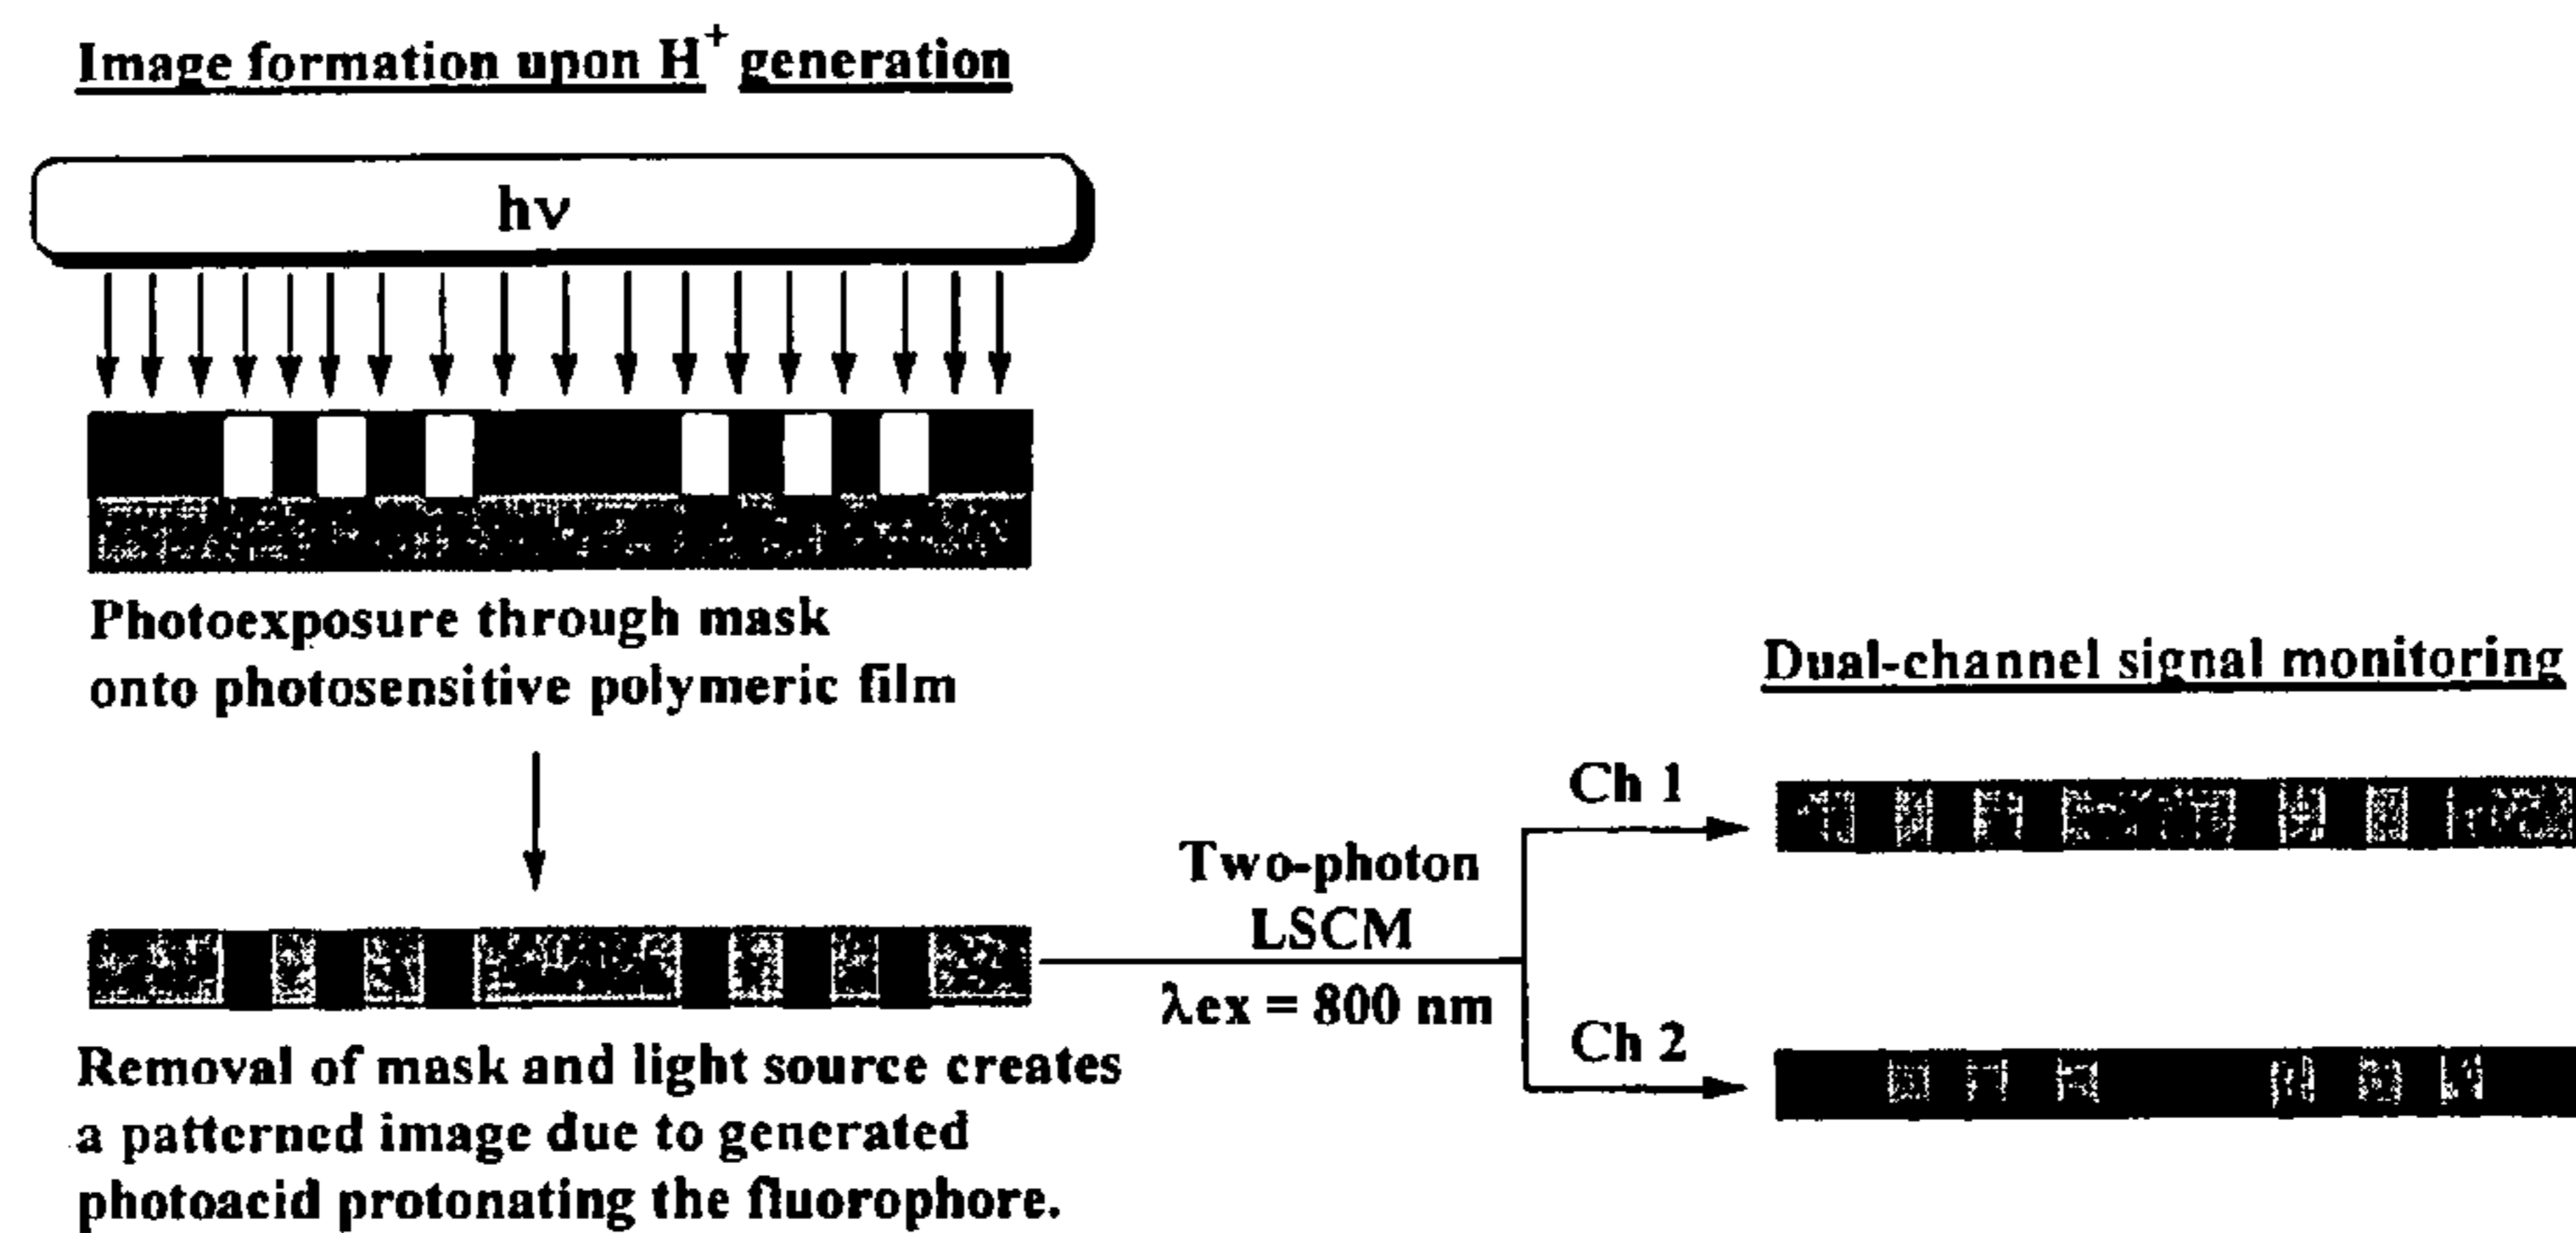 Image formation upon H+ generation
hν
Photoexposure through mask
onto photosensitive polymeric film
Dual-channel signal monitoring
Ch 1
Two-photon
LSCM
λex = 800 nm
Ch 2
Removal of mask and light source creates
a patterned image due to generated
photoacid protonating the fluorophore.